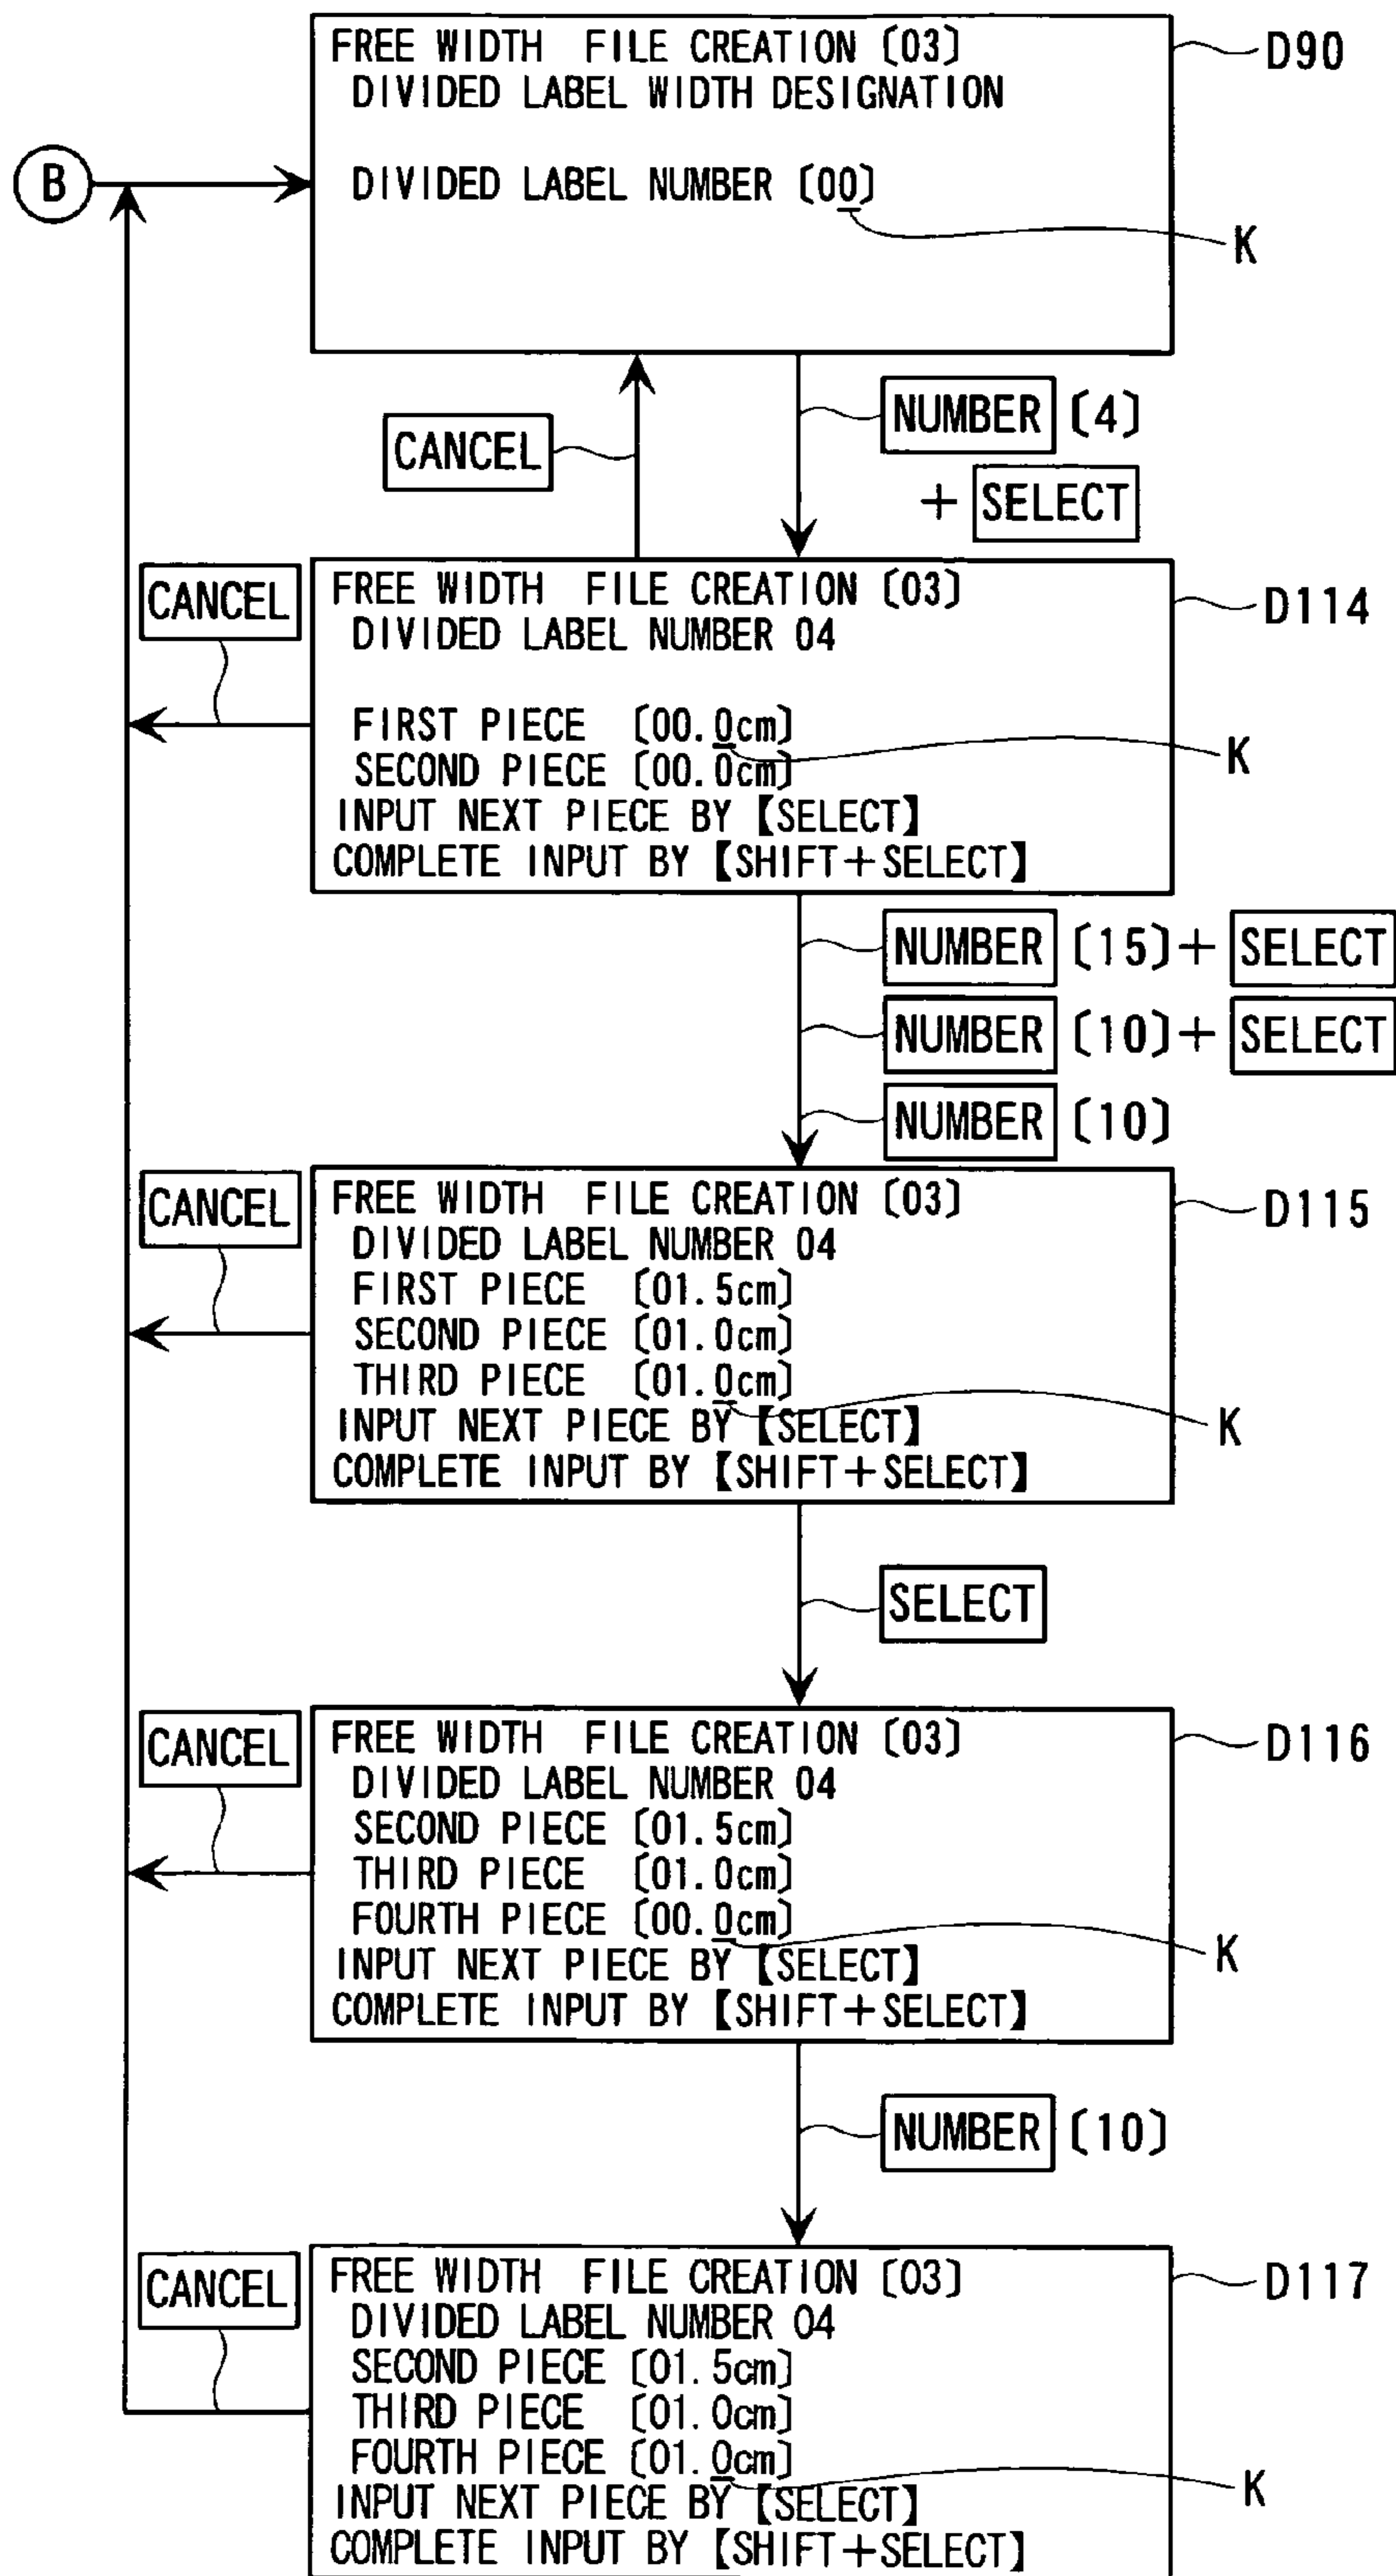 FREE WIDTH FILE CREATION 〔03〕
DIVIDED LABEL WIDTH DESIGNATION
DIVIDED LABEL NUMBER 〔00〕
D90
B
K
CANCEL
NUMBER 〔4〕
+ SELECT
CANCEL
FREE WIDTH FILE CREATION 〔03〕
DIVIDED LABEL NUMBER 04
FIRST PIECE 〔00.0cm〕
SECOND PIECE 〔00.0cm〕
INPUT NEXT PIECE BY 【SELECT】
COMPLETE INPUT BY 【SHIFT+SELECT】
D114
K
NUMBER 〔15〕+ SELECT
NUMBER 〔10〕+ SELECT
NUMBER 〔10〕
CANCEL
FREE WIDTH FILE CREATION 〔03〕
DIVIDED LABEL NUMBER 04
FIRST PIECE 〔01.5cm〕
SECOND PIECE 〔01.0cm〕
THIRD PIECE 〔01.0cm〕
INPUT NEXT PIECE BY 【SELECT】
COMPLETE INPUT BY 【SHIFT+SELECT】
D115
K
SELECT
CANCEL
FREE WIDTH FILE CREATION 〔03〕
DIVIDED LABEL NUMBER 04
SECOND PIECE 〔01.5cm〕
THIRD PIECE 〔01.0cm〕
FOURTH PIECE 〔00.0cm〕
INPUT NEXT PIECE BY 【SELECT】
COMPLETE INPUT BY 【SHIFT+SELECT】
D116
K
NUMBER 〔10〕
CANCEL
FREE WIDTH FILE CREATION 〔03〕
DIVIDED LABEL NUMBER 04
SECOND PIECE 〔01.5cm〕
THIRD PIECE 〔01.0cm〕
FOURTH PIECE 〔01.0cm〕
INPUT NEXT PIECE BY 【SELECT】
COMPLETE INPUT BY 【SHIFT+SELECT】
D117
K